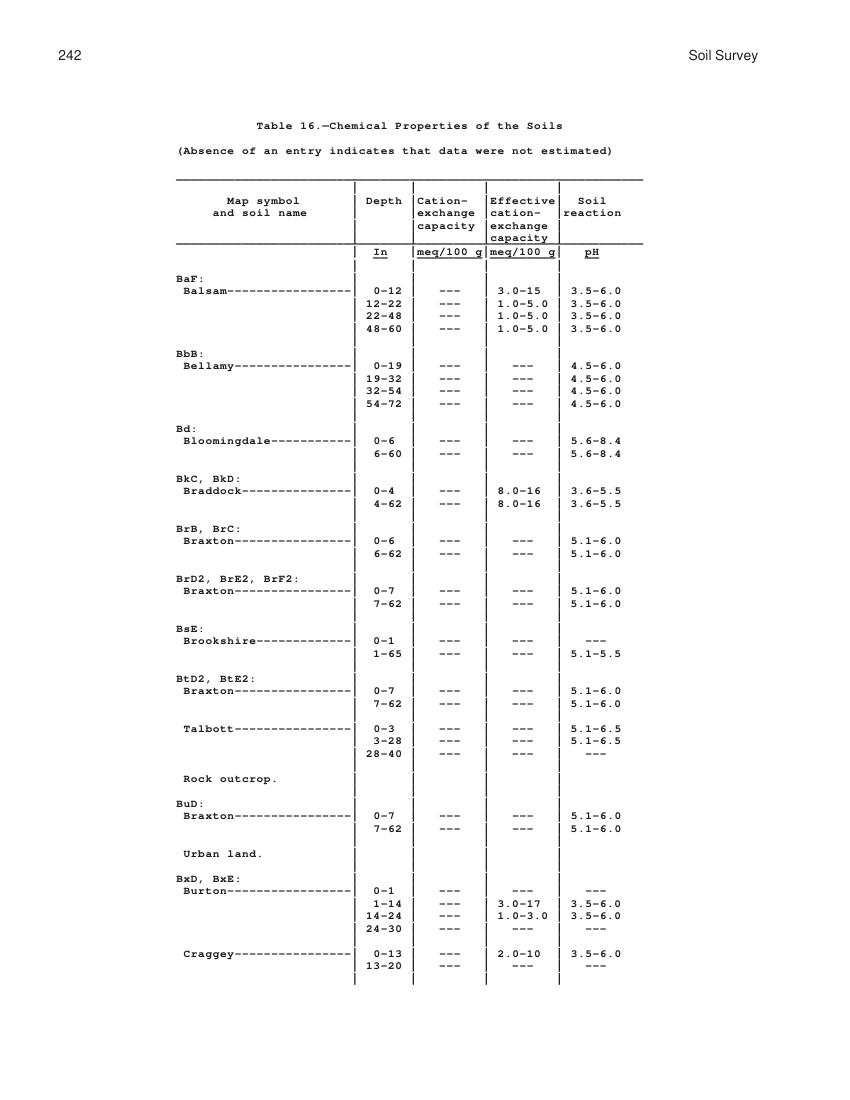 242 Soil Survey
Table 16.—Chemical Properties of the Soils
(Absence of an entry indicates that data were not estimated)
Map symbol | Depth |Cation- |Effective| Soil
and soil name | |exchange |cation- |reaction
| |capacity |exchange |
| | |capacity |
| In |meq/100 g|meq/100 g| pH
BaF:
Balsam-----------------| 0-12 | --- | 3.0-15 | 3.5-6.0
| 12-22 | --- | 1.0-5.0 | 3.5-6.0
| 22-48 | --- | 1.0-5.0 | 3.5-6.0
| 48-60 | --- | 1.0-5.0 | 3.5-6.0
BbB:
Bellamy----------------| 0-19 | --- | --- | 4.5-6.0
| 19-32 | --- | --- | 4.5-6.0
| 32-54 | --- | --- | 4.5-6.0
| 54-72 | --- | --- | 4.5-6.0
Bd:
Bloomingdale-----------| 0-6 | --- | --- | 5.6-8.4
| 6-60 | --- | --- | 5.6-8.4
BkC, BkD:
Braddock---------------| 0-4 | --- | 8.0-16 | 3.6-5.5
| 4-62 | --- | 8.0-16 | 3.6-5.5
BrB, BrC:
Braxton----------------| 0-6 | --- | --- | 5.1-6.0
| 6-62 | --- | --- | 5.1-6.0
BrD2, BrE2, BrF2:
Braxton----------------| 0-7 | --- | --- | 5.1-6.0
| 7-62 | --- | --- | 5.1-6.0
BsE:
Brookshire-------------| 0-1 | --- | --- | ---
| 1-65 | --- | --- | 5.1-5.5
BtD2, BtE2:
Braxton----------------| 0-7 | --- | --- | 5.1-6.0
| 7-62 | --- | --- | 5.1-6.0
Talbott----------------| 0-3 | --- | --- | 5.1-6.5
| 3-28 | --- | --- | 5.1-6.5
| 28-40 | --- | --- | ---
Rock outcrop.
BuD:
Braxton----------------| 0-7 | --- | --- | 5.1-6.0
| 7-62 | --- | --- | 5.1-6.0
Urban land.
BxD, BxE:
Burton-----------------| 0-1 | --- | --- | ---
| 1-14 | --- | 3.0-17 | 3.5-6.0
| 14-24 | --- | 1.0-3.0 | 3.5-6.0
| 24-30 | --- | --- | ---
Craggey----------------| 0-13 | --- | 2.0-10 | 3.5-6.0
| 13-20 | --- | --- | ---